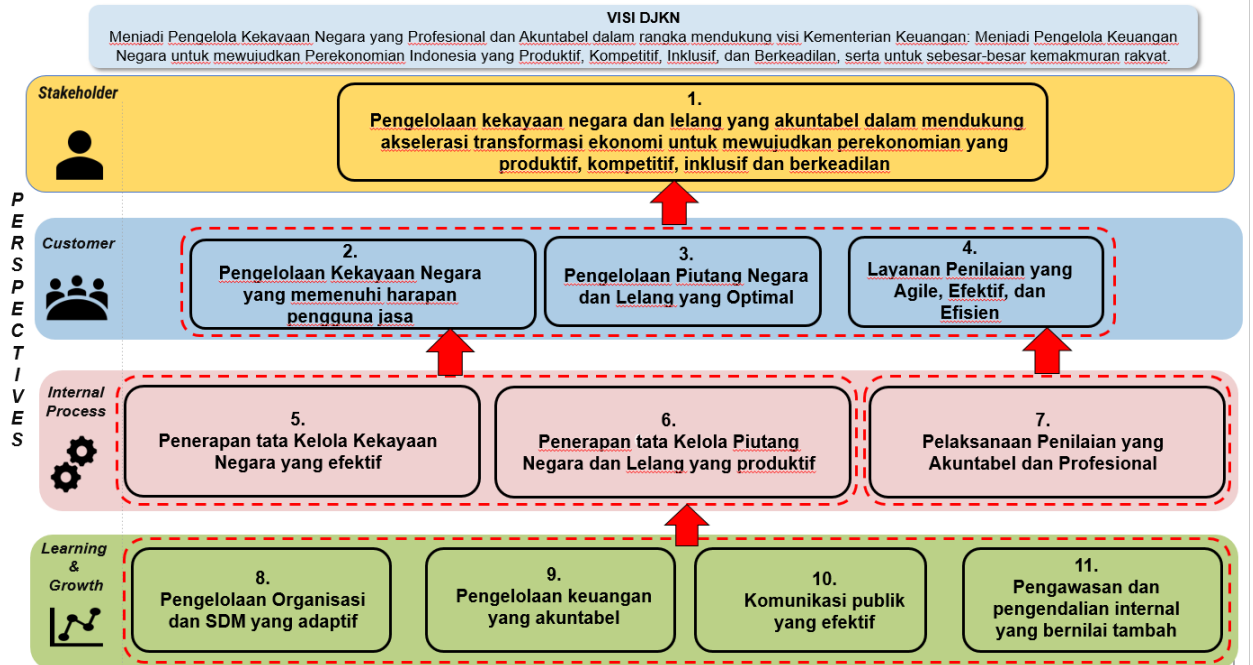 VISI DJKN
Menjadi Pengelola Kekayaan Negara yang Profesional dan Akuntabel dalam rangka mendukung visi Kementerian Keuangan: Menjadi Pengelola Keuangan
Negara untuk mewujudkan Perekonomian Indonesia yang Produktif, Kompetitif, Inklusif, dan Berkeadilan, serta untuk sebesar-besar kemakmuran rakyat.
PERSPECTIVES
Stakeholder
1.
Pengelolaan kekayaan negara dan lelang yang akuntabel dalam mendukung
akselerasi transformasi ekonomi untuk mewujudkan perekonomian yang
produktif, kompetitif, inklusif dan berkeadilan
Customer
2.
Pengelolaan Kekayaan Negara
yang memenuhi harapan
pengguna jasa
3.
Pengelolaan Piutang Negara
dan Lelang yang Optimal
4.
Layanan Penilaian yang
Agile, Efektif, dan
Efisien
Internal
Process
5.
Penerapan tata Kelola Kekayaan
Negara yang efektif
6.
Penerapan tata Kelola Piutang
Negara dan Lelang yang produktif
7.
Pelaksanaan Penilaian yang
Akuntabel dan Profesional
Learning
&
Growth
8.
Pengelolaan Organisasi
dan SDM yang adaptif
9.
Pengelolaan keuangan
yang akuntabel
10.
Komunikasi publik
yang efektif
11.
Pengawasan dan
pengendalian internal
yang bernilai tambah